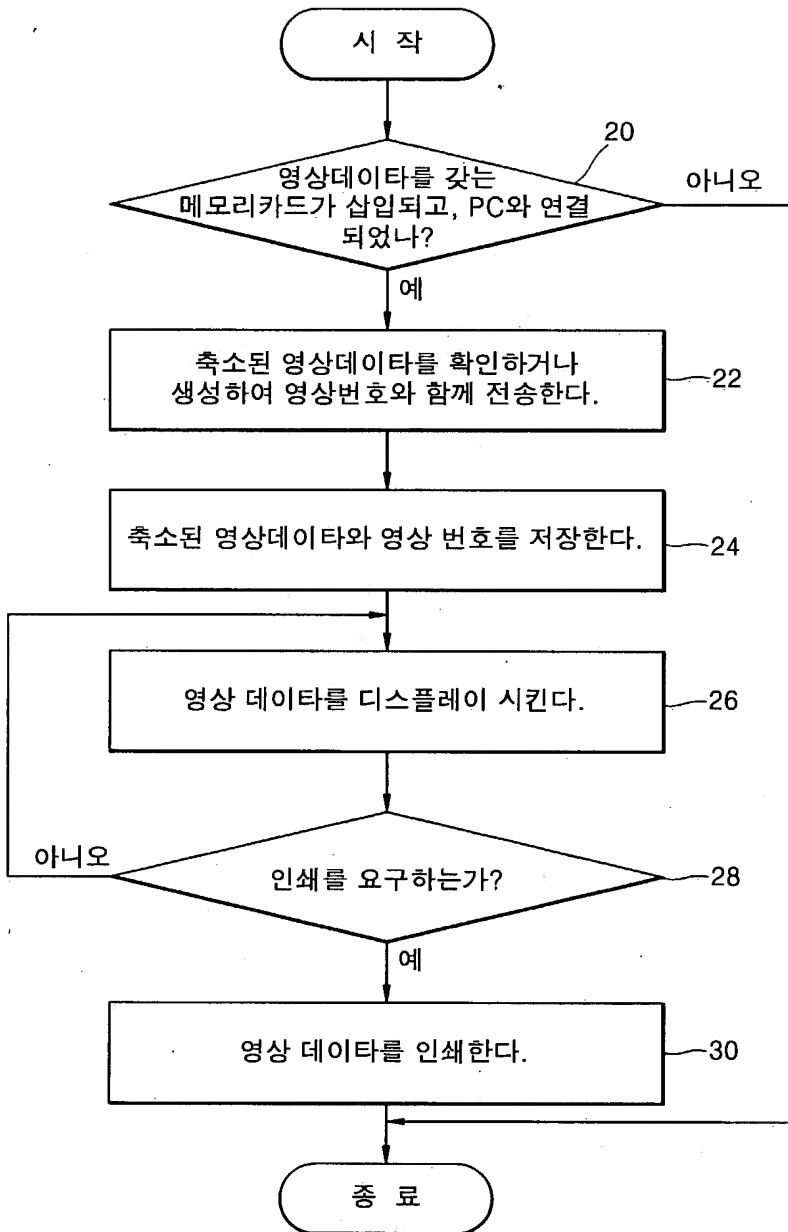 시 작
20
영상데이타를 갖는
메모리카드가 삽입되고, PC와 연결
되었나?
아니오
예
축소된 영상데이타를 확인하거나
생성하여 영상번호와 함께 전송한다.
22
축소된 영상데이타와 영상 번호를 저장한다.
24
영상 데이타를 디스플레이 시킨다.
26
아니오
인쇄를 요구하는가?
28
예
영상 데이타를 인쇄한다.
30
종 료